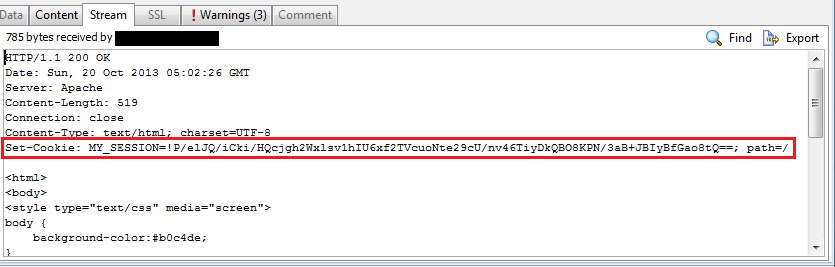 Data Content Stream SSL ! Warnings (3) Comment
785 bytes received by Find Export
HTTP/1.1 200 OK
Date: Sun, 20 Oct 2013 05:02:26 GMT
Server: Apache
Content-Length: 519
Connection: close
Content-Type: text/html; charset=UTF-8
Set-Cookie: MY_SESSION=!P/elJQ/iCki/HQcjgh2Wxlsv1hIU6xf2TVcuoNte29cU/nv46TiyDkQBO8KPN/3aB+JBIyBfGao8tQ==; path=/
<html>
<body>
<style type="text/css" media="screen">
body {
background-color:#b0c4de;
}